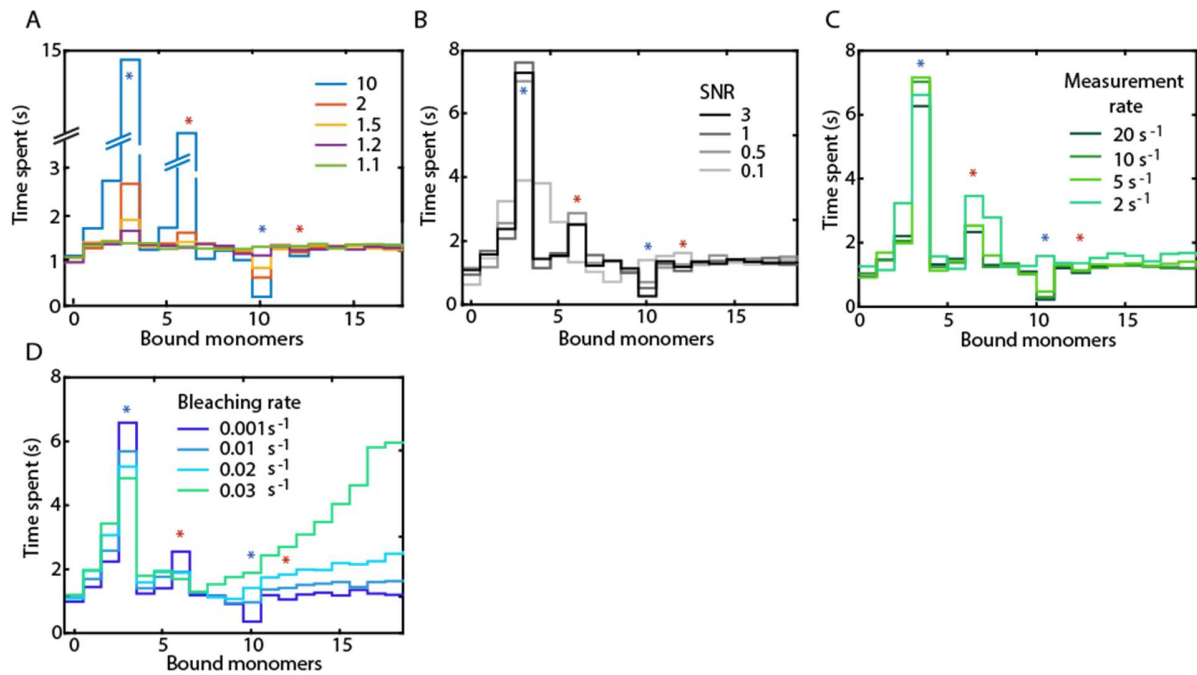 A
15
3
2
1
0
Time spent (s)
*
*
*
*
10
2
1.5
1.2
1.1
0
5
10
15
Bound monomers
B
8
6
4
2
0
Time spent (s)
*
*
*
*
SNR
3
1
0.5
0.1
0
5
10
15
Bound monomers
C
8
6
4
2
0
Time spent (s)
*
*
*
*
Measurement
rate
20 s⁻¹
10 s⁻¹
5 s⁻¹
2 s⁻¹
0
5
10
15
Bound monomers
D
8
6
4
2
0
Time spent (s)
*
*
*
*
Bleaching rate
0.001s⁻¹
0.01 s⁻¹
0.02 s⁻¹
0.03 s⁻¹
0
5
10
15
Bound monomers